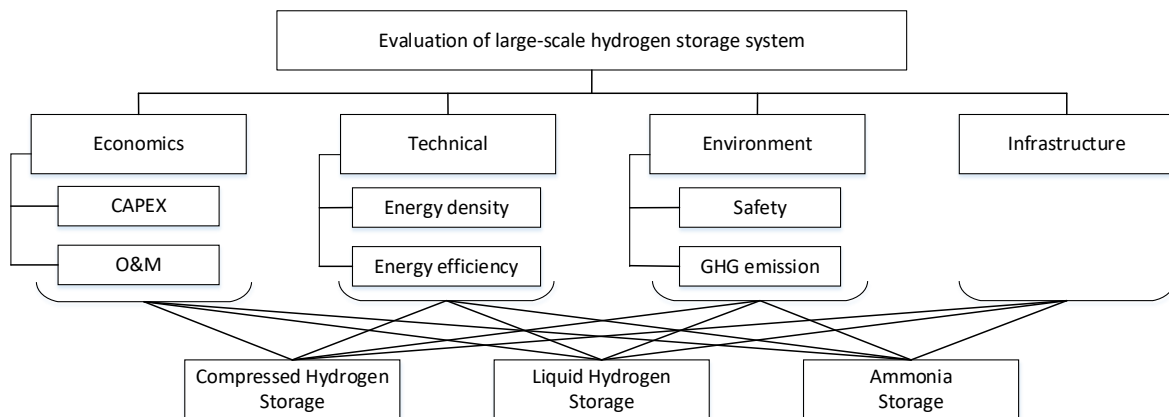 Evaluation of large-scale hydrogen storage system
Economics
Technical
Environment
Infrastructure
CAPEX
Energy density
Safety
O&M
Energy efficiency
GHG emission
Compressed Hydrogen
Storage
Liquid Hydrogen
Storage
Ammonia
Storage